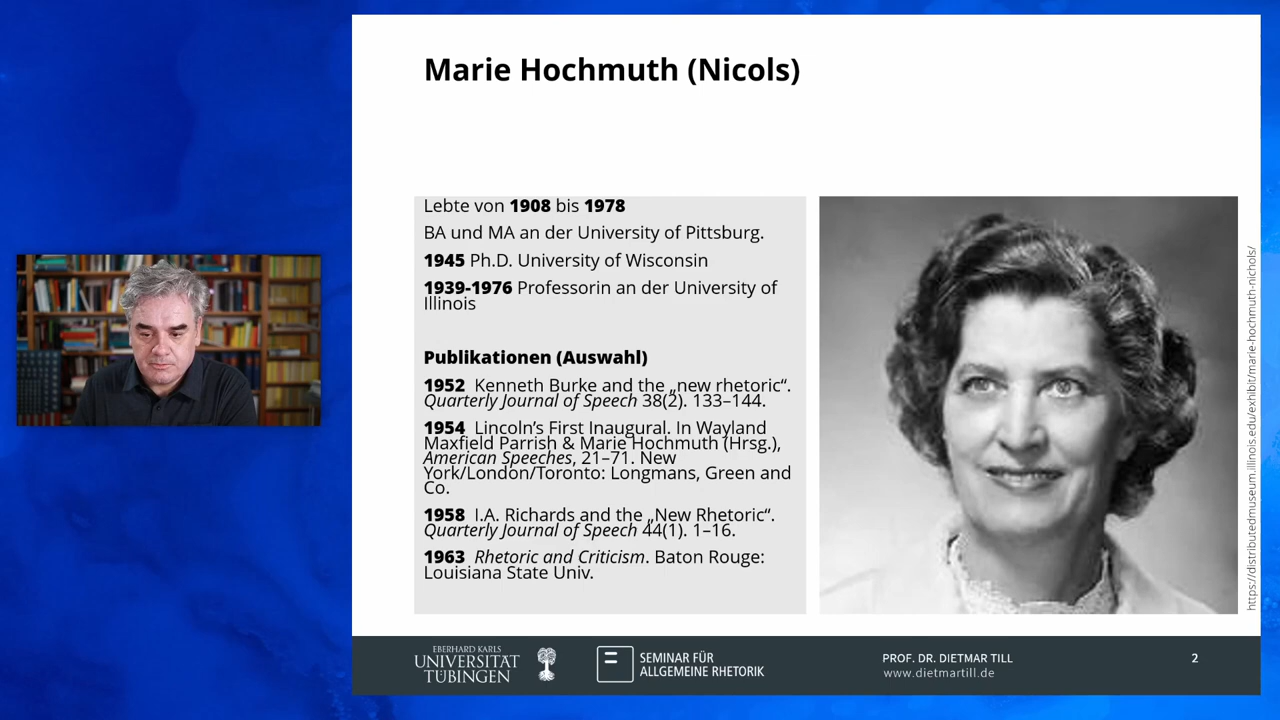 Marie Hochmuth (Nicols)
Lebte von 1908 bis 1978
BA und MA an der University of Pittsburg.
1945 Ph.D. University of Wisconsin
1939-1976 Professorin an der University of
Illinois
Publikationen (Auswahl)
1952 Kenneth Burke and the „new rhetoric“.
Quarterly Journal of Speech 38(2). 133–144.
1954 Lincoln’s First Inaugural. In Wayland
Maxfield Parrish & Marie Hochmuth (Hrsg.),
American Speeches, 21–71. New
York/London/Toronto: Longmans, Green and
Co.
1958 I.A. Richards and the „New Rhetoric“.
Quarterly Journal of Speech 44(1). 1–16.
1963 Rhetoric and Criticism. Baton Rouge:
Louisiana State Univ.
https://distributedmuseum.illinois.edu/exhibit/marie-hochmuth-nichols/
EBERHARD KARLS
UNIVERSITÄT
TÜBINGEN
SEMINAR FÜR
ALLGEMEINE RHETORIK
PROF. DR. DIETMAR TILL
www.dietmartill.de
2